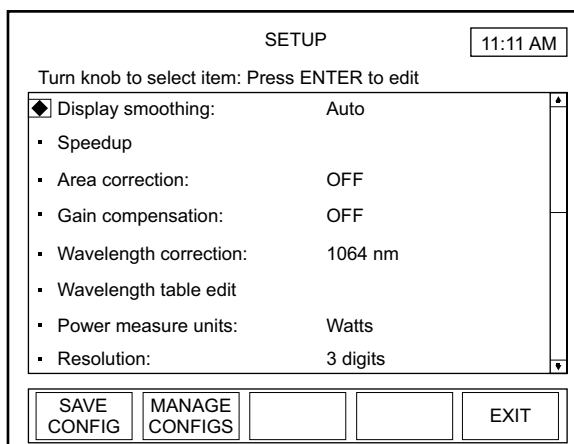 SETUP
11:11 AM
Turn knob to select item: Press ENTER to edit
Display smoothing: Auto
Speedup
Area correction: OFF
Gain compensation: OFF
Wavelength correction: 1064 nm
Wavelength table edit
Power measure units: Watts
Resolution: 3 digits
SAVE
CONFIG
MANAGE
CONFIGS
EXIT